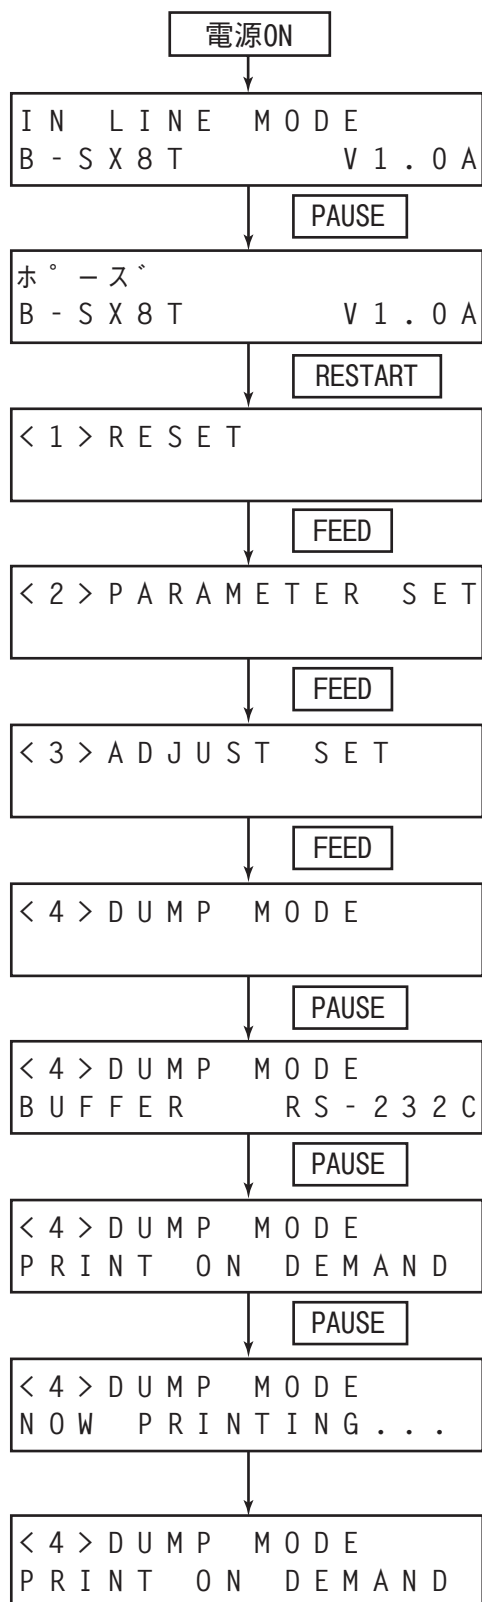 電源ON
IN LINE MODE
B-SX8T V1.0A
PAUSE
ホ゜ーズ゛
B-SX8T V1.0A
RESTART
<1>RESET
FEED
<2>PARAMETER SET
FEED
<3>ADJUST SET
FEED
<4>DUMP MODE
PAUSE
<4>DUMP MODE
BUFFER RS-232C
PAUSE
<4>DUMP MODE
PRINT ON DEMAND
PAUSE
<4>DUMP MODE
NOW PRINTING...
<4>DUMP MODE
PRINT ON DEMAND